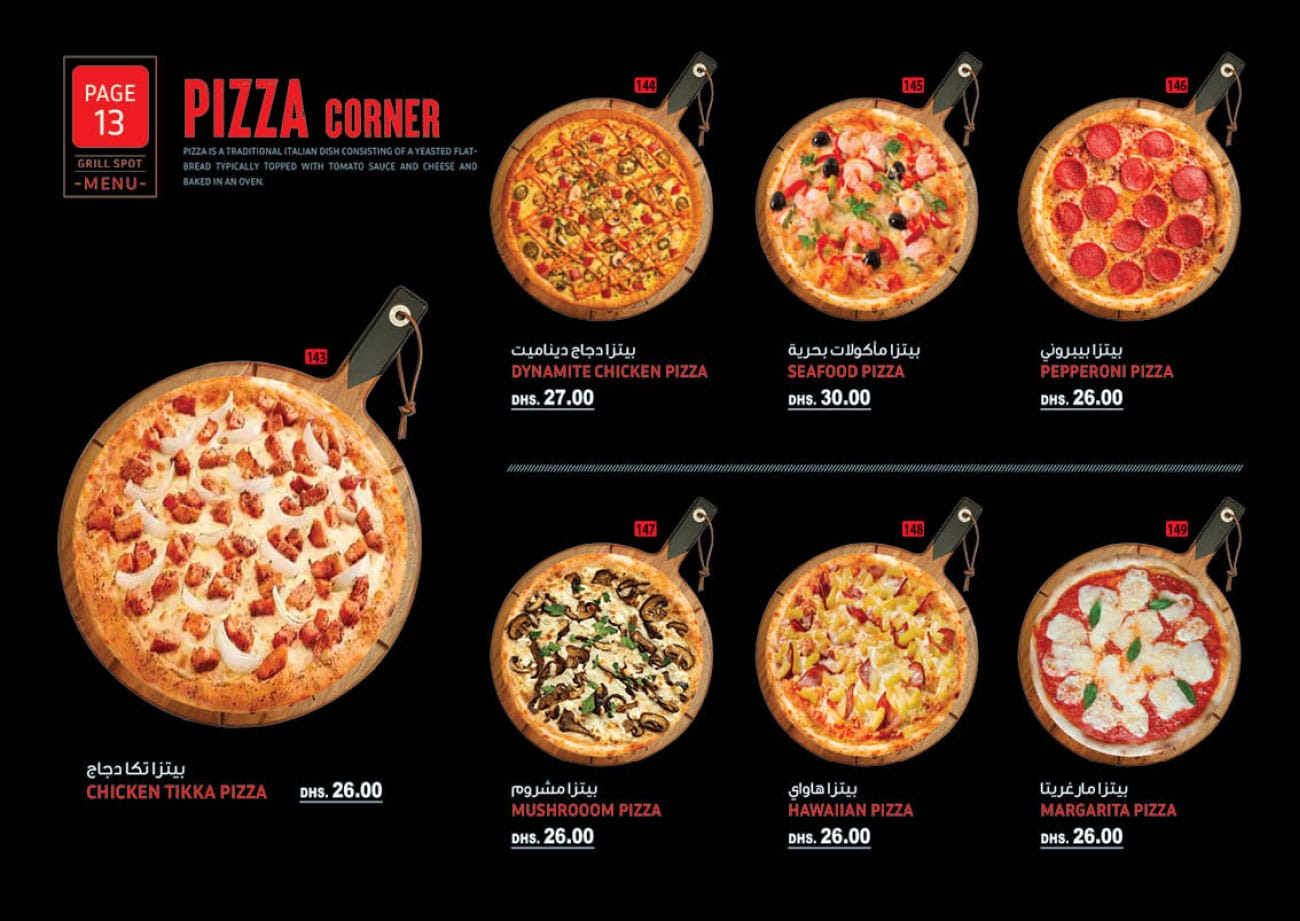 PAGE
13
GRILL SPOT
-MENU-
PIZZA CORNER
PIZZA IS A TRADITIONAL ITALIAN DISH CONSISTING OF A YEASTED FLAT-
BREAD TYPICALLY TOPPED WITH TOMATO SAUCE AND CHEESE AND
BAKED IN AN OVEN.
143
بيتزا تكا دجاج
CHICKEN TIKKA PIZZA DHS. 26.00
144
بيتزا دجاج ديناميت
DYNAMITE CHICKEN PIZZA
DHS. 27.00
145
بيتزا مأكولات بحرية
SEAFOOD PIZZA
DHS. 30.00
146
بيتزا بيبروني
PEPPERONI PIZZA
DHS. 26.00
147
بيتزا مشروم
MUSHROOOM PIZZA
DHS. 26.00
148
بيتزا هاواي
HAWAIIAN PIZZA
DHS. 26.00
149
بيتزا مارغريتا
MARGARITA PIZZA
DHS. 26.00